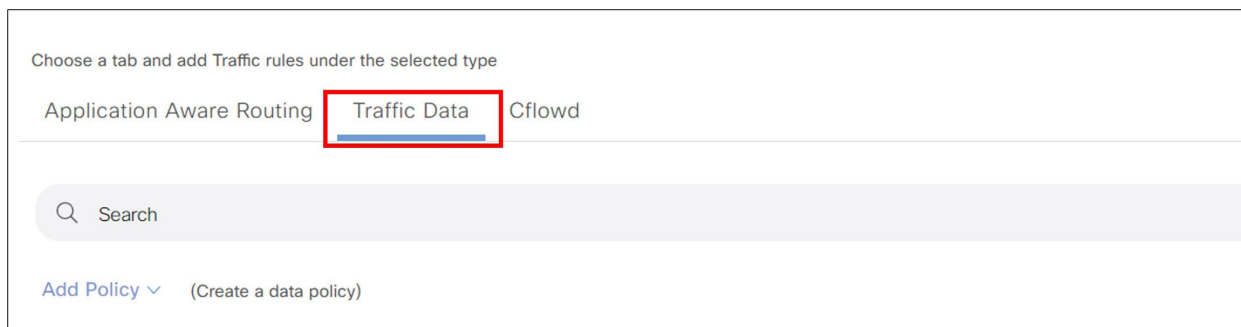 Choose a tab and add Traffic rules under the selected type
Application Aware Routing Traffic Data Cflowd
Search
Add Policy (Create a data policy)